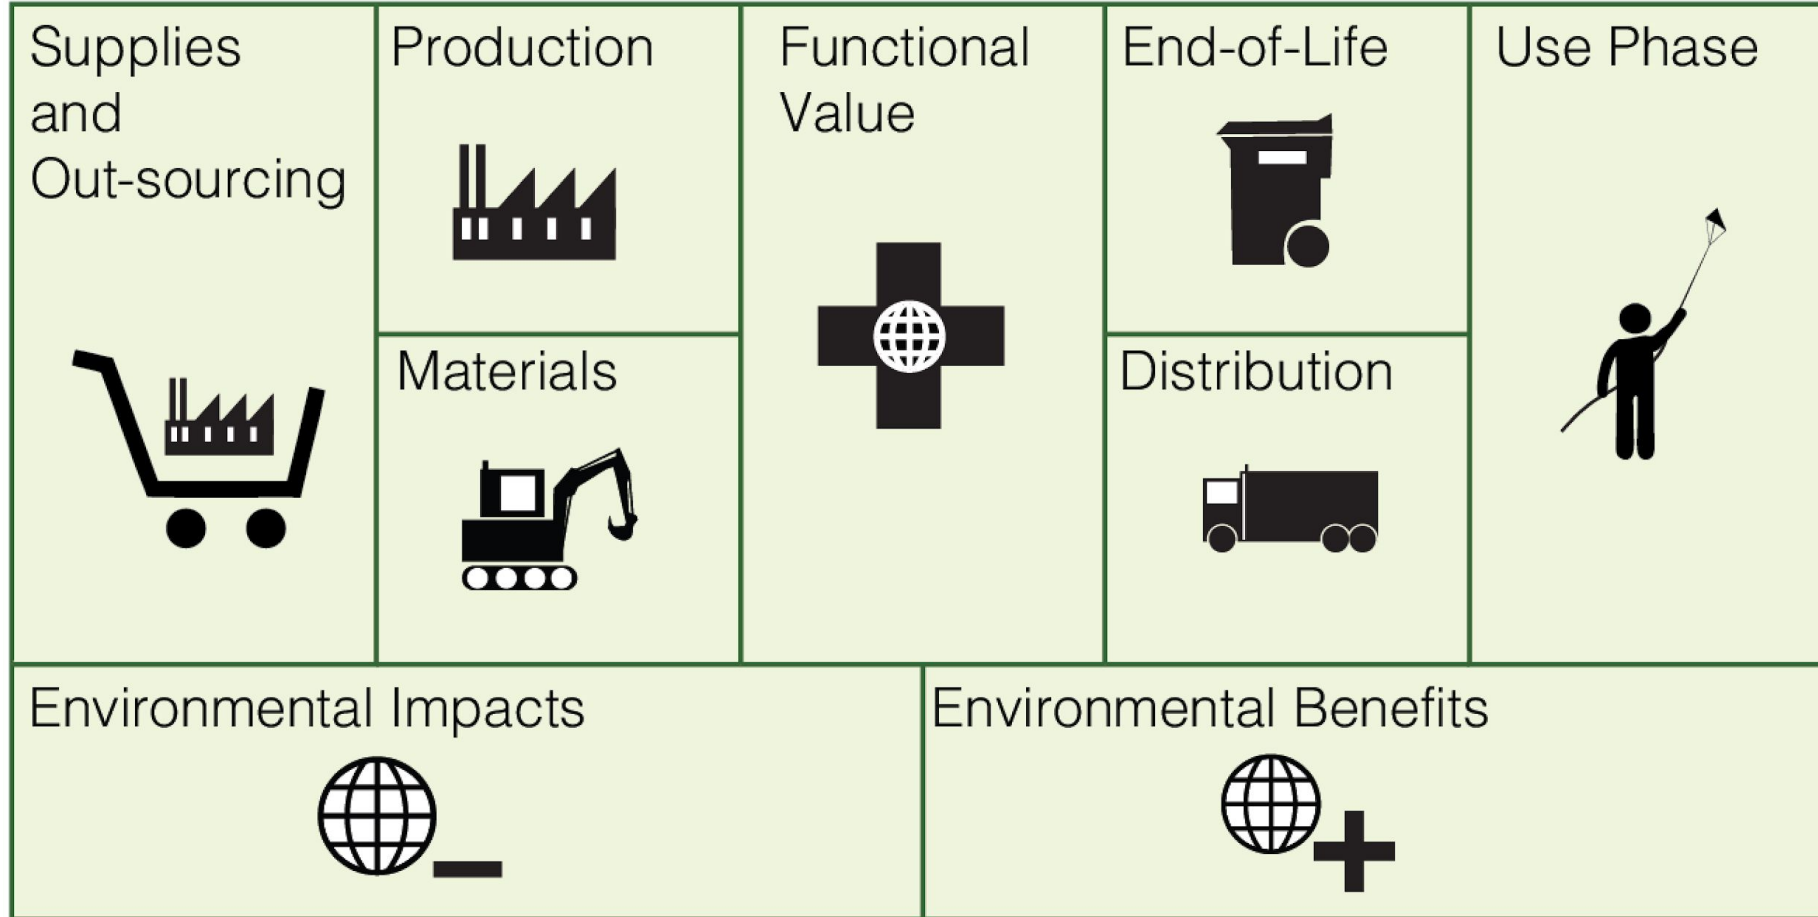 Supplies
and
Out-sourcing
Production
Materials
Functional
Value
End-of-Life
Distribution
Use Phase
Environmental Impacts
Environmental Benefits